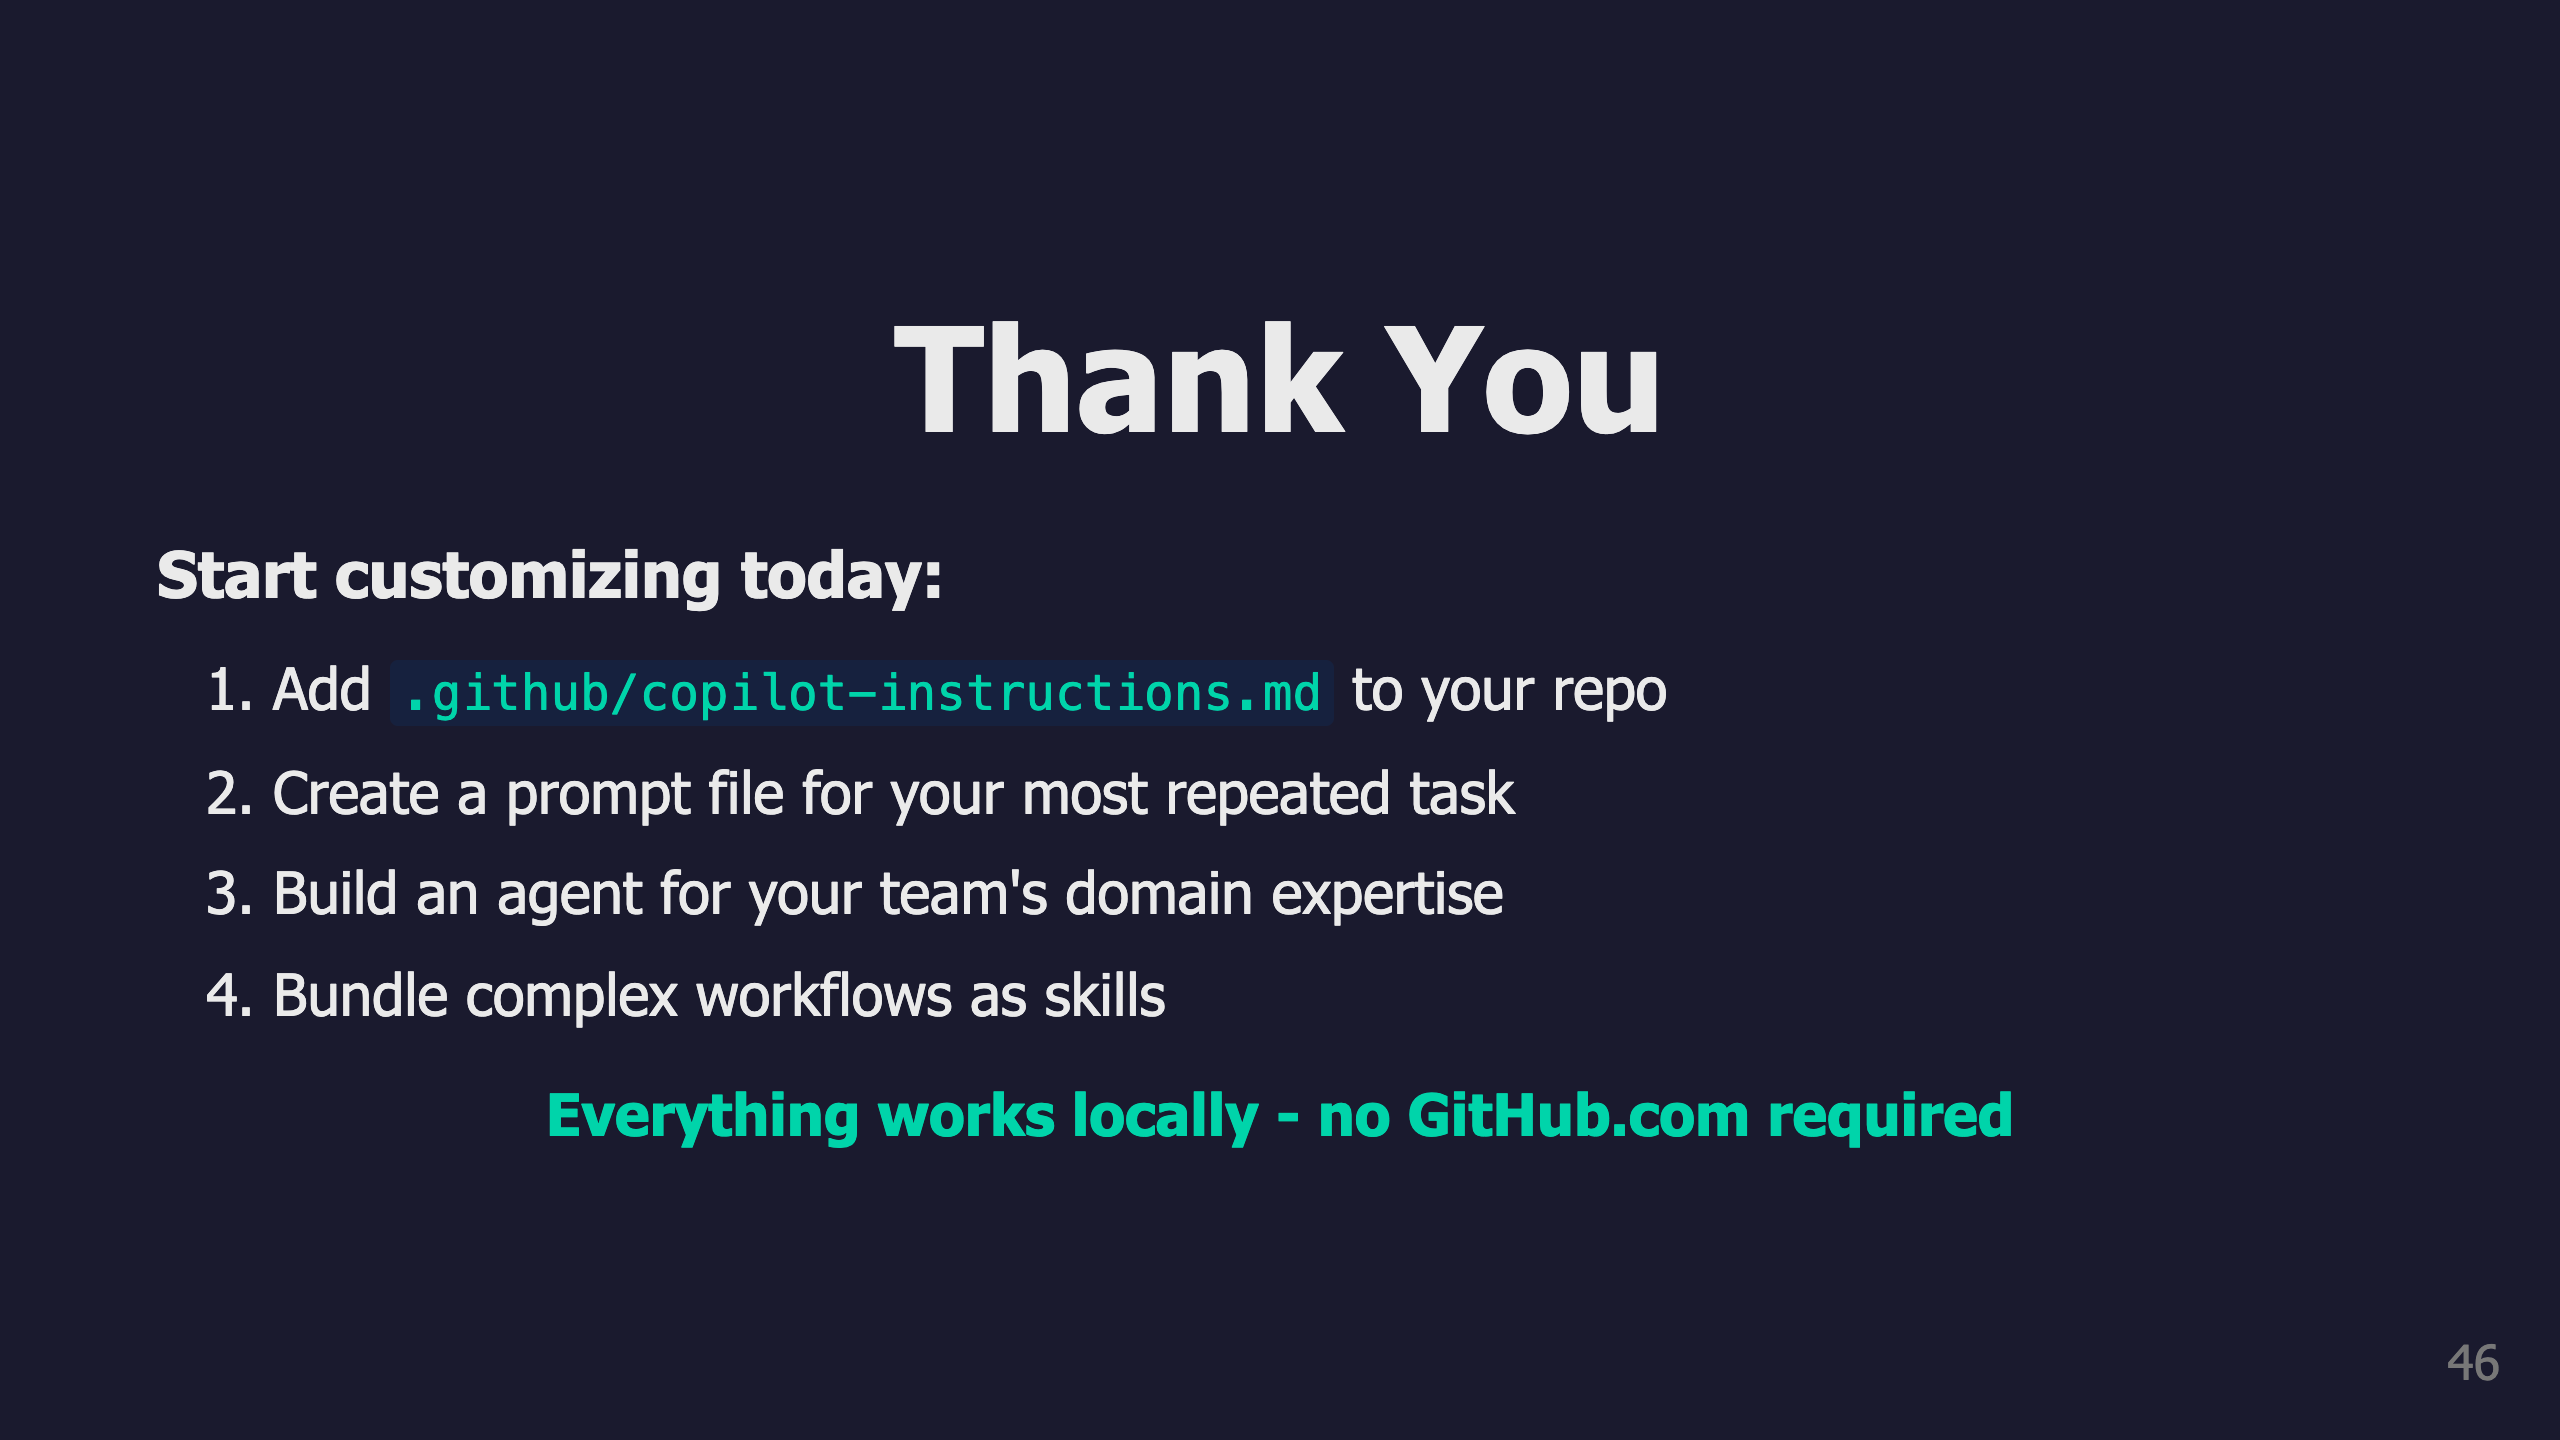 Thank You
Start customizing today:
1. Add .github/copilot-instructions.md to your repo
2. Create a prompt file for your most repeated task
3. Build an agent for your team's domain expertise
4. Bundle complex workflows as skills
Everything works locally - no GitHub.com required
46